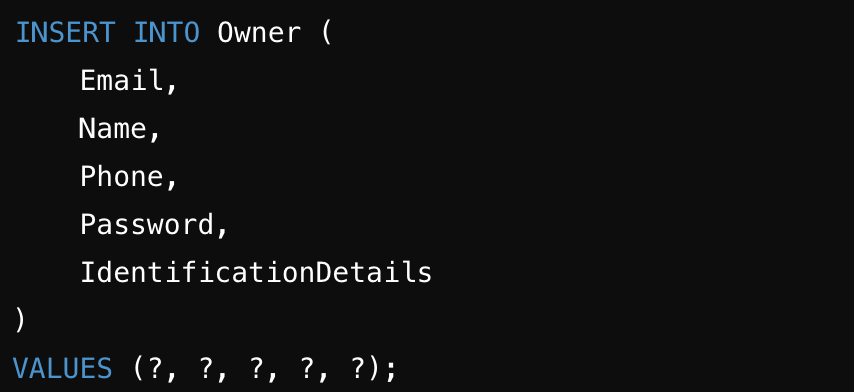 INSERT INTO Owner (
    Email,
    Name,
    Phone,
    Password,
    IdentificationDetails
)
VALUES (?, ?, ?, ?, ?);